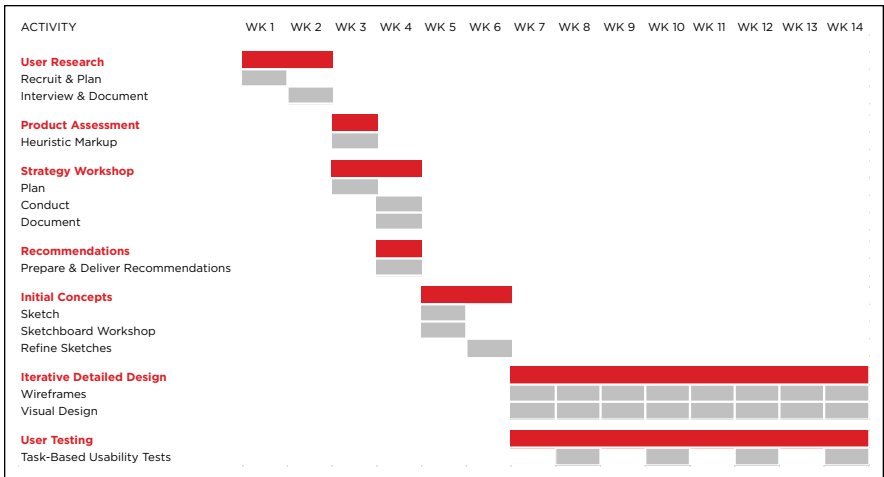 ACTIVITY WK 1 WK 2 WK 3 WK 4 WK 5 WK 6 WK 7 WK 8 WK 9 WK 10 WK 11 WK 12 WK 13 WK 14
User Research
Recruit & Plan
Interview & Document
Product Assessment
Heuristic Markup
Strategy Workshop
Plan
Conduct
Document
Recommendations
Prepare & Deliver Recommendations
Initial Concepts
Sketch
Sketchboard Workshop
Refine Sketches
Iterative Detailed Design
Wireframes
Visual Design
User Testing
Task-Based Usability Tests